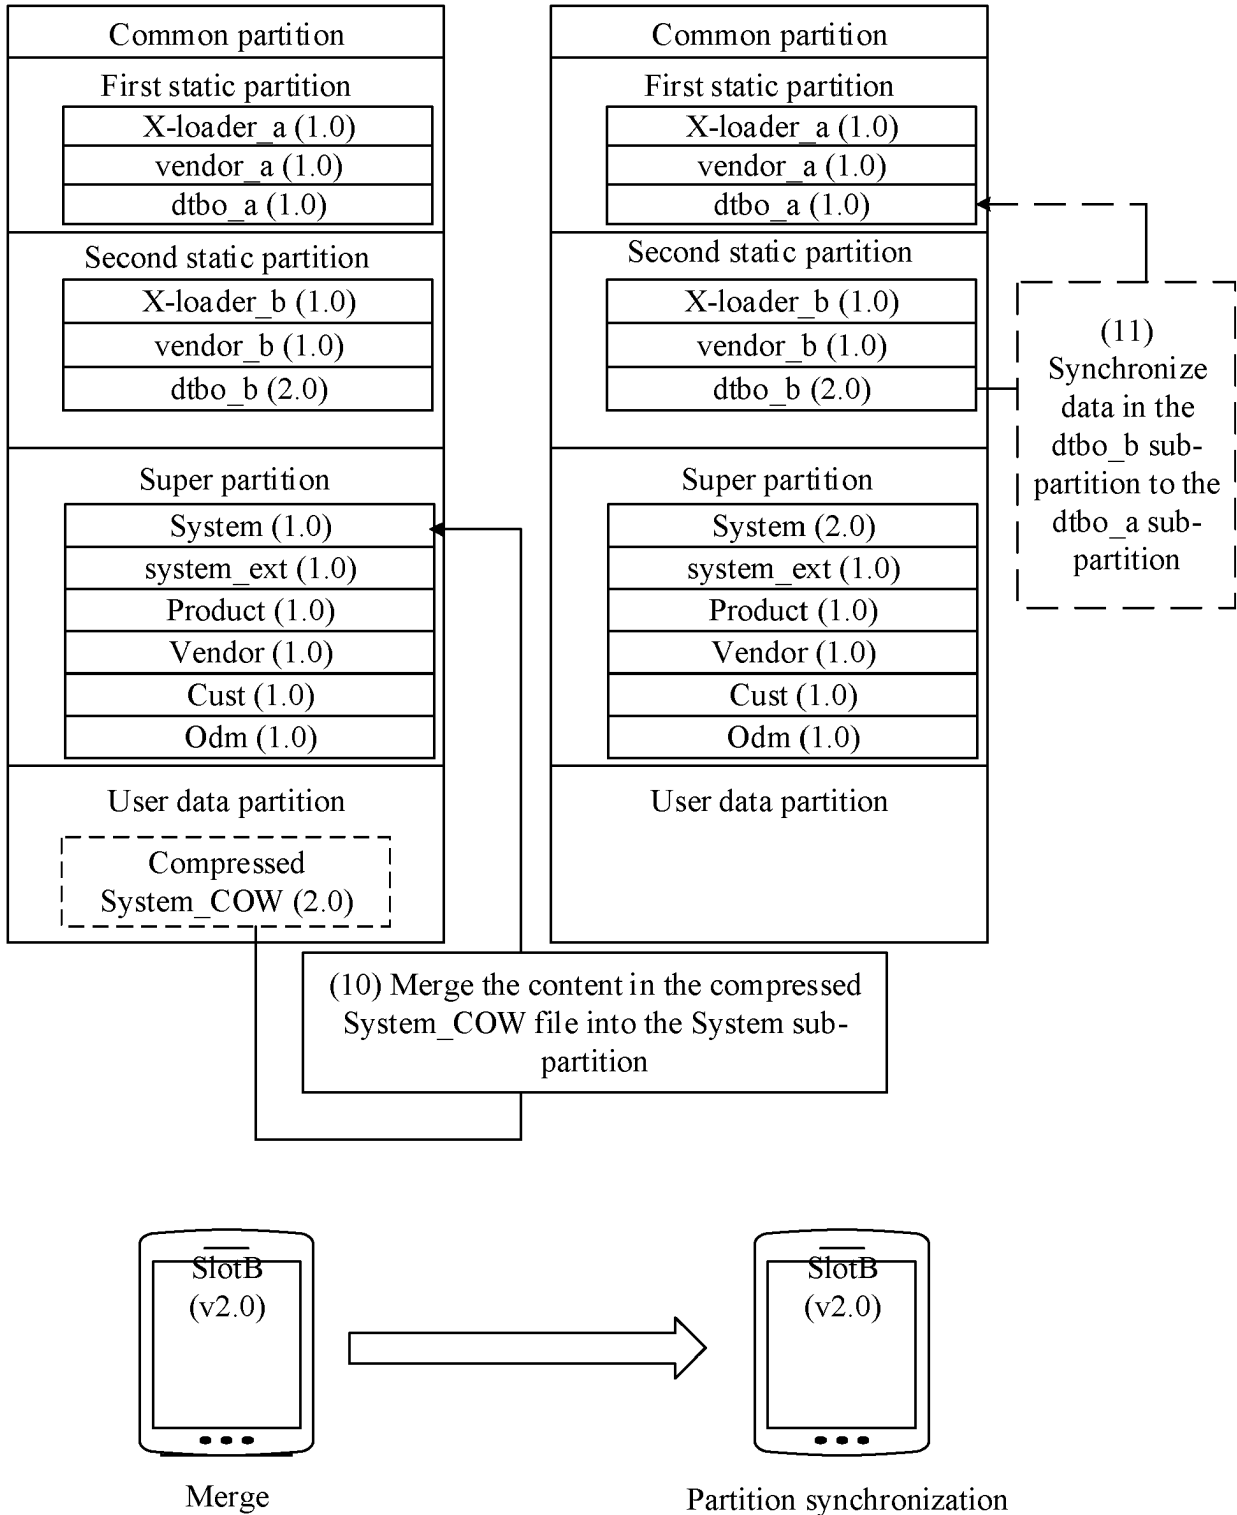 Common partition
First static partition
X-loader_a (1.0)
vendor_a (1.0)
dtbo_a (1.0)
Second static partition
X-loader_b (1.0)
vendor_b (1.0)
dtbo_b (2.0)
Super partition
System (1.0)
system_ext (1.0)
Product (1.0)
Vendor (1.0)
Cust (1.0)
Odm (1.0)
User data partition
Compressed
System_COW (2.0)
Common partition
First static partition
X-loader_a (1.0)
vendor_a (1.0)
dtbo_a (1.0)
Second static partition
X-loader_b (1.0)
vendor_b (1.0)
dtbo_b (2.0)
Super partition
System (2.0)
system_ext (1.0)
Product (1.0)
Vendor (1.0)
Cust (1.0)
Odm (1.0)
User data partition
(11)
Synchronize
data in the
dtbo_b sub-
partition to the
dtbo_a sub-
partition
(10) Merge the content in the compressed
System_COW file into the System sub-
partition
SlotB
(v2.0)
Merge
SlotB
(v2.0)
Partition synchronization